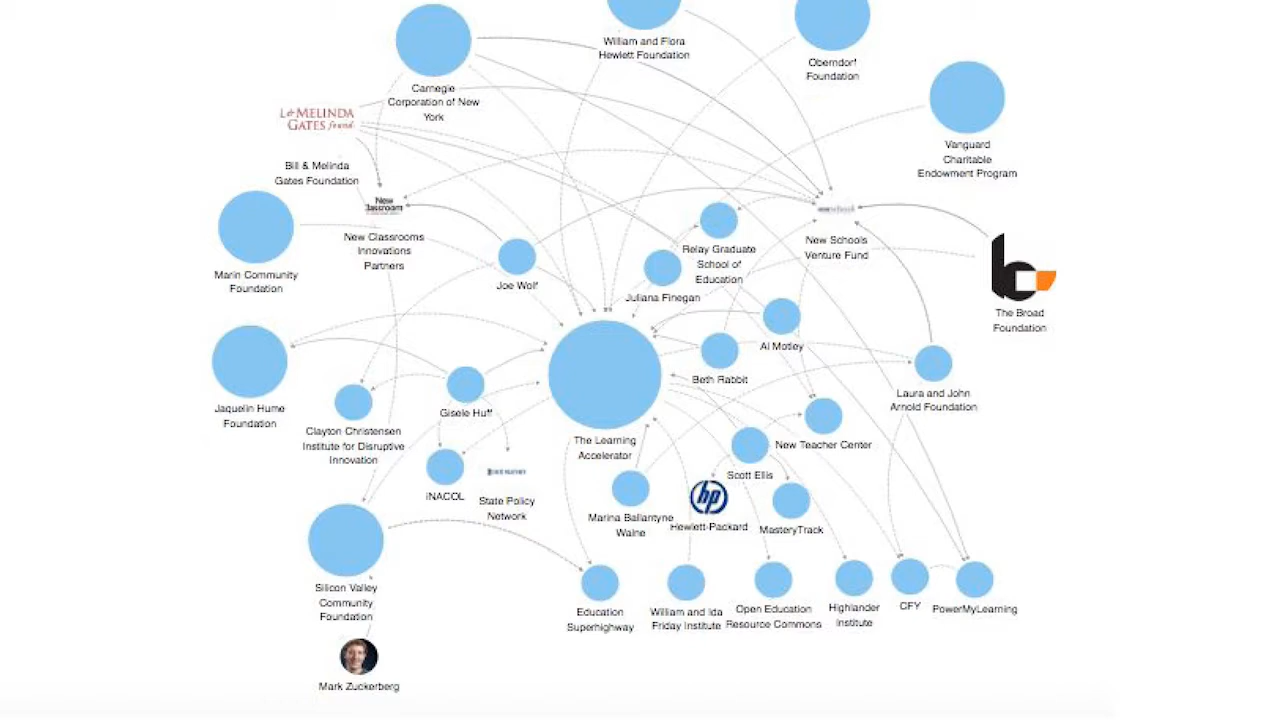 William and Flora
Hewlett Foundation
Oberndorf
Foundation
Carnegie
Corporation of New
York
& MELINDA
GATES found
Bill & Melinda
Gates Foundation
Vanguard
Charitable
Endowment Program
New
Classroom
New Classrooms
Innovations
Partners
Marin Community
Foundation
Joe Wolf
Relay Graduate
School of
Education
Juliana Finegan
New Schools
Venture Fund
The Broad
Foundation
Al Motley
Beth Rabbit
Laura and John
Arnold Foundation
Jaquelin Hume
Foundation
Gisele Huff
Clayton Christensen
Institute for Disruptive
Innovation
The Learning
Accelerator
New Teacher Center
iNACOL
State Policy
Network
Scott Ellis
hp
Hewlett-Packard
MasteryTrack
Marina Ballantyne
Walne
Silicon Valley
Community
Foundation
Education
Superhighway
William and Ida
Friday Institute
Open Education
Resource Commons
Highlander
Institute
CFY
PowerMyLearning
Mark Zuckerberg